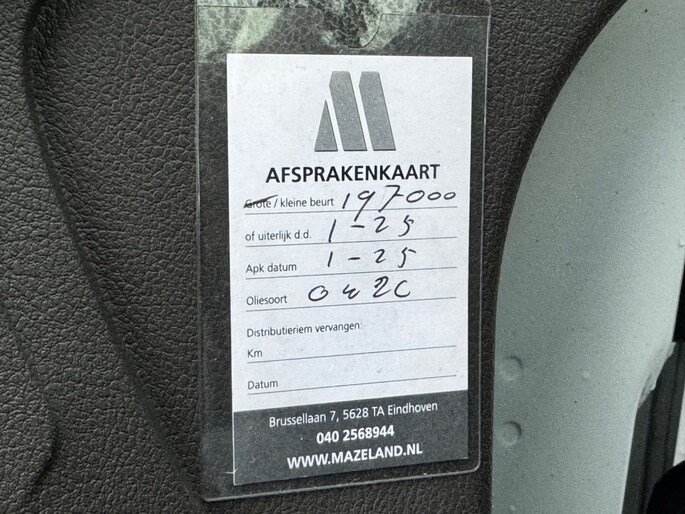 AFSPRAKENKAART
Grote / kleine beurt 197000
of uiterlijk d.d. 1-25
Apk datum 1-25
Oliesoort 0w20
Distributieriem vervangen:
Km
Datum
Brussellaan 7, 5628 TA Eindhoven
040 2568944
WWW.MAZELAND.NL